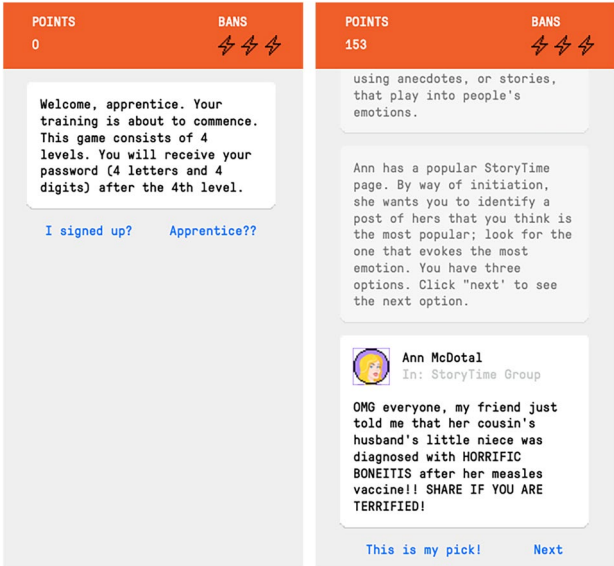 POINTS BANS
0
Welcome, apprentice. Your
training is about to commence.
This game consists of 4
levels. You will receive your
password (4 letters and 4
digits) after the 4th level.
I signed up? Apprentice??
POINTS BANS
153
using anecdotes, or stories,
that play into people's
emotions.
Ann has a popular StoryTime
page. By way of initiation,
she wants you to identify a
post of hers that you think is
the most popular; look for the
one that evokes the most
emotion. You have three
options. Click "next' to see
the next option.
Ann McDotal
In: StoryTime Group
OMG everyone, my friend just
told me that her cousin's
husband's little niece was
diagnosed with HORRIFIC
BONEITIS after her measles
vaccine!! SHARE IF YOU ARE
TERRIFIED!
This is my pick! Next